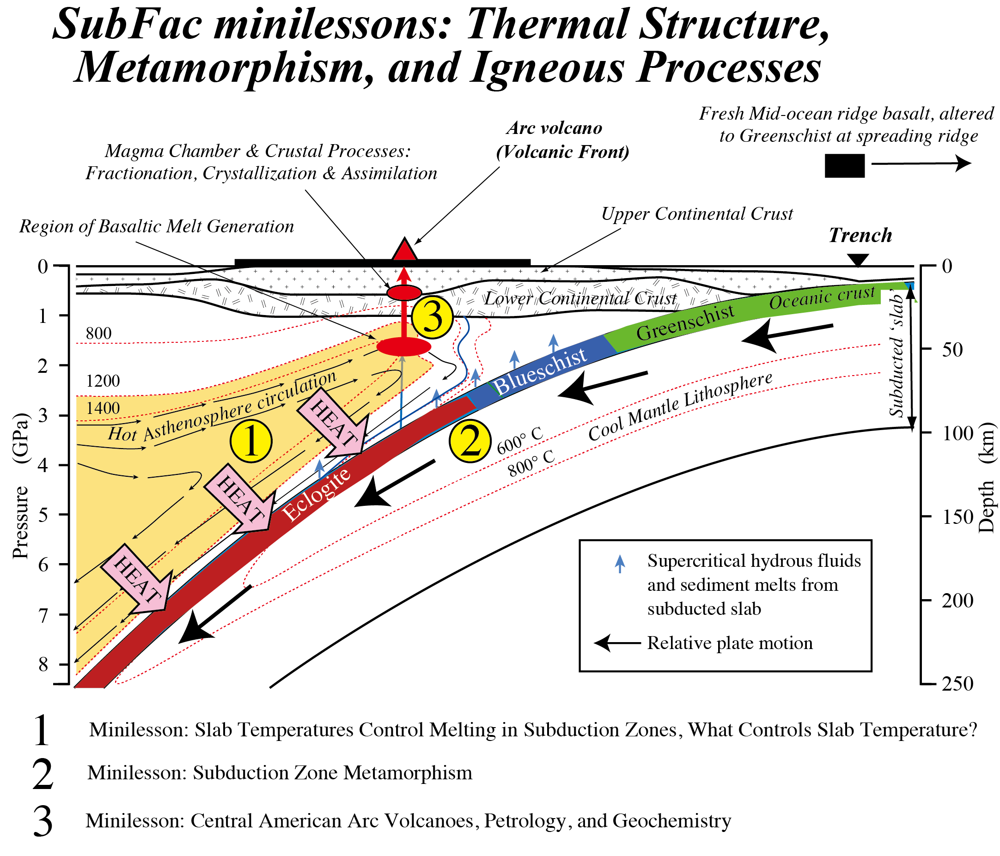 SubFac minilessons: Thermal Structure,
Metamorphism, and Igneous Processes
Fresh Mid-ocean ridge basalt, altered
to Greenschist at spreading ridge
Arc volcano
(Volcanic Front)
Magma Chamber & Crustal Processes:
Fractionation, Crystallization & Assimilation
Upper Continental Crust
Region of Basaltic Melt Generation
Trench
0
1
2
3
4
5
6
7
8
Pressure (GPa)
0
50
100
150
200
250
Depth (km)
800
1200
1400
Lower Continental Crust
Oceanic crust
Greenschist
Blueschist
Eclogite
Subducted ‘slab’
3
Hot Asthenosphere circulation
HEAT
HEAT
HEAT
1
2
Cool Mantle Lithosphere
600° C
800° C
Supercritical hydrous fluids
and sediment melts from
subducted slab
Relative plate motion
1 Minilesson: Slab Temperatures Control Melting in Subduction Zones, What Controls Slab Temperature?
2 Minilesson: Subduction Zone Metamorphism
3 Minilesson: Central American Arc Volcanoes, Petrology, and Geochemistry